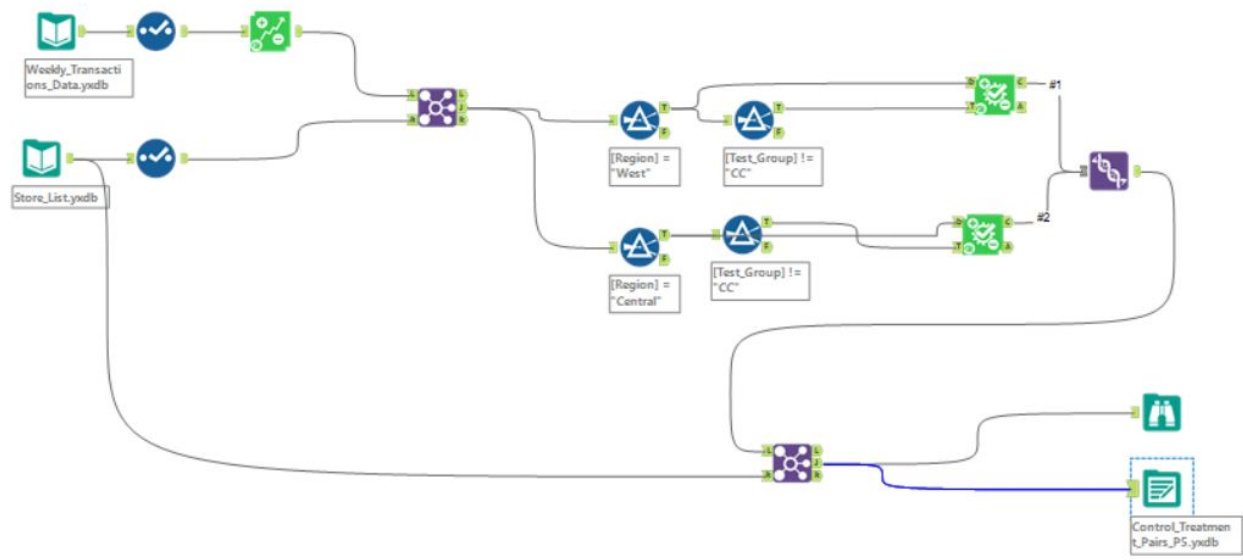 Weekly_Transacti
ons_Data.yxdb
Store_List.yxdb
L
R
L
J
R
T
F
[Region] =
"West"
T
F
[Test_Group] !=
"CC"
D
T
C
A
#1
T
F
[Region] =
"Central"
T
F
[Test_Group] !=
"CC"
D
T
C
A
#2
L
R
L
J
R
Control_Treatmen
t_Pairs_PS.yxdb